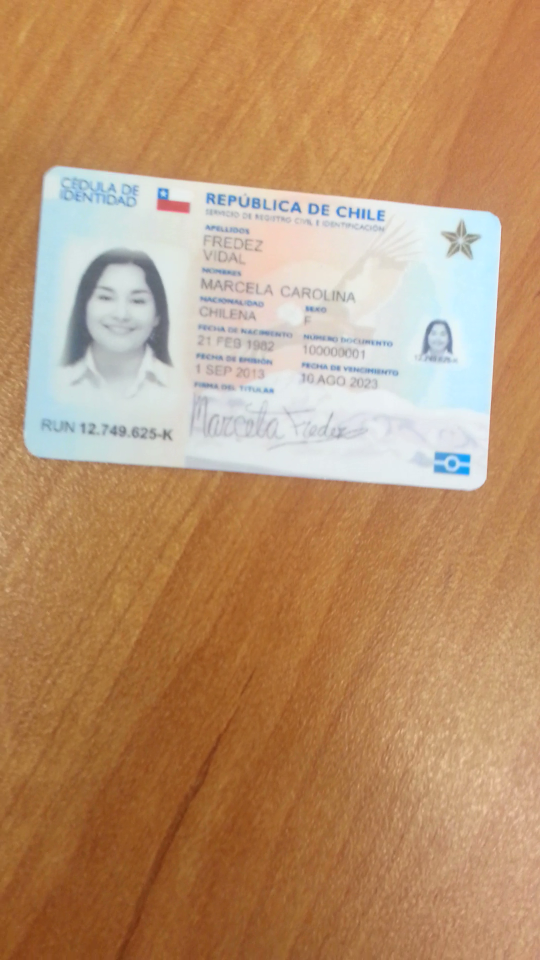 CÉDULA DE
IDENTIDAD
REPÚBLICA DE CHILE
SERVICIO DE REGISTRO CIVIL E IDENTIFICACIÓN
APELLIDOS
FREDEZ
VIDAL
NOMBRES
MARCELA CAROLINA
NACIONALIDAD SEXO
CHILENA F
FECHA DE NACIMIENTO NÚMERO DOCUMENTO
21 FEB 1982 100000001
FECHA DE EMISIÓN FECHA DE VENCIMIENTO
1 SEP 2013 10 AGO 2023
FIRMA DEL TITULAR
Marcela Fredez
RUN 12.749.625-K